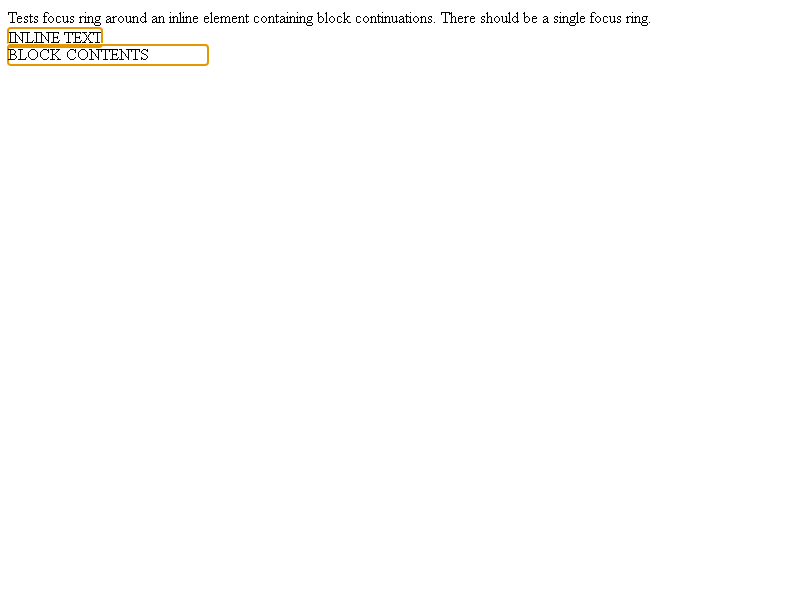 Tests focus ring around an inline element containing block continuations. There should be a single focus ring.
INLINE TEXT
BLOCK CONTENTS